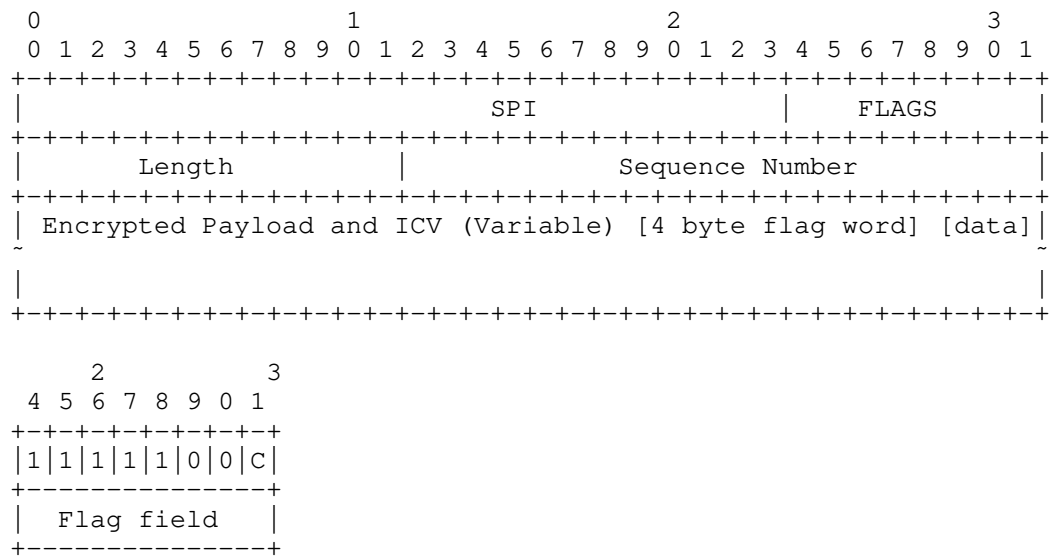 0                   1                   2                   3
 0 1 2 3 4 5 6 7 8 9 0 1 2 3 4 5 6 7 8 9 0 1 2 3 4 5 6 7 8 9 0 1
+-+-+-+-+-+-+-+-+-+-+-+-+-+-+-+-+-+-+-+-+-+-+-+-+-+-+-+-+-+-+-+-+
|                             SPI               |    FLAGS      |
+-+-+-+-+-+-+-+-+-+-+-+-+-+-+-+-+-+-+-+-+-+-+-+-+-+-+-+-+-+-+-+-+
|       Length          |             Sequence Number           |
+-+-+-+-+-+-+-+-+-+-+-+-+-+-+-+-+-+-+-+-+-+-+-+-+-+-+-+-+-+-+-+-+
| Encrypted Payload and ICV (Variable) [4 byte flag word] [data]|
~                                                               ~
|                                                               |
+-+-+-+-+-+-+-+-+-+-+-+-+-+-+-+-+-+-+-+-+-+-+-+-+-+-+-+-+-+-+-+-+

     2          3
 4 5 6 7 8 9 0 1
+-+-+-+-+-+-+-+-+
|1|1|1|1|1|0|0|C|
+---------------+
|  Flag field   |
+---------------+